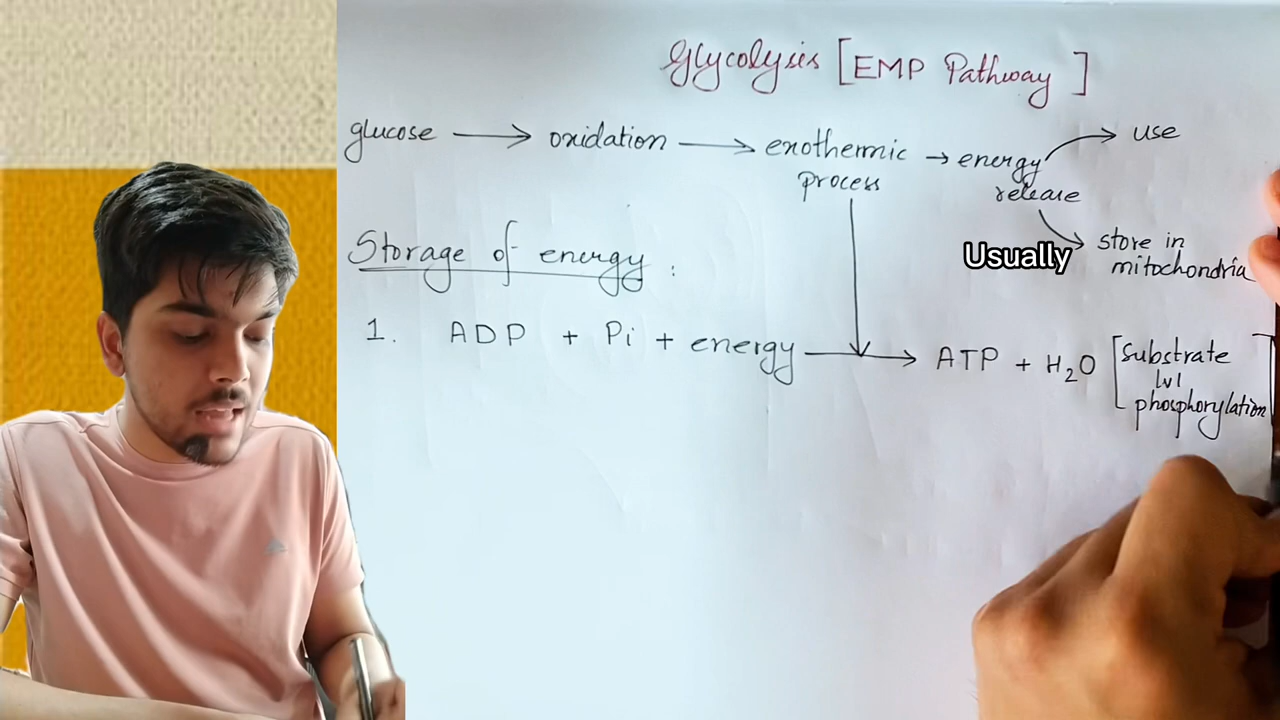 Glycolysis [EMP Pathway]
glucose → oxidation → exothermic → energy → use
process
release
Storage of energy :
Usually
→ store in
mitochondria
1. ADP + Pi + energy → ATP + H₂O [Substrate
lvl
phosphorylation]